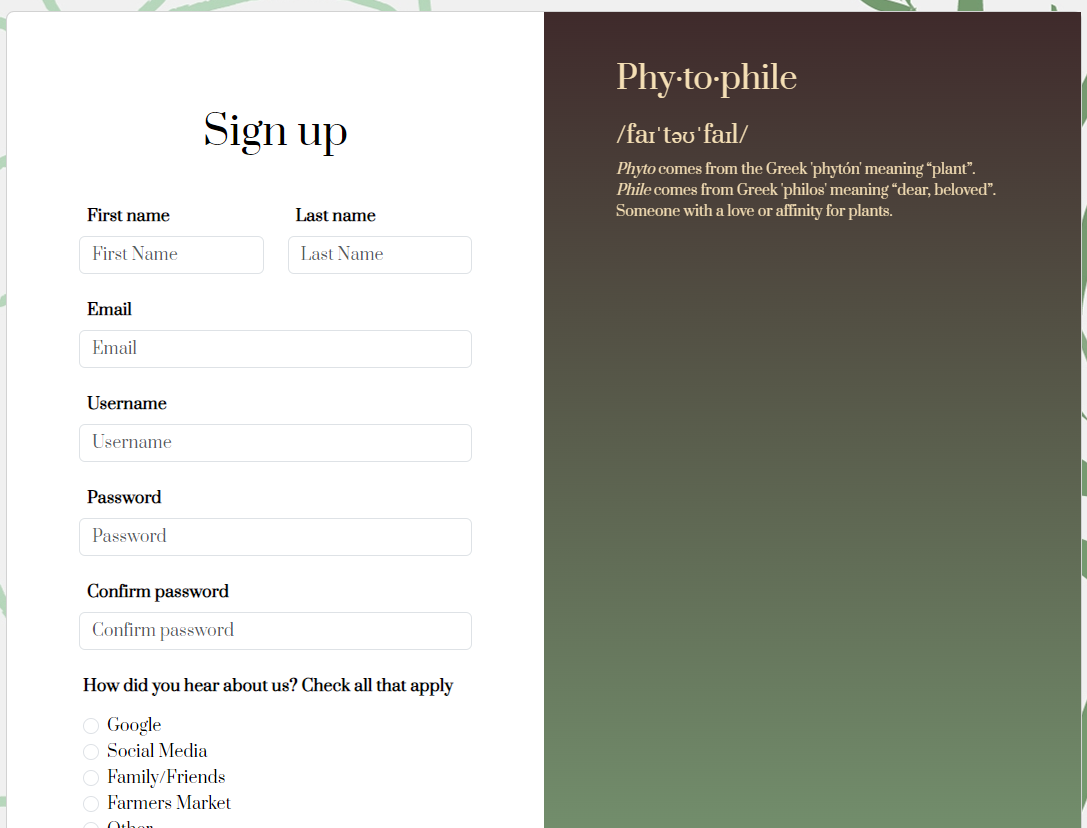 Sign up
First name
Last name
First Name
Last Name
Email
Email
Username
Username
Password
Password
Confirm password
Confirm password
How did you hear about us? Check all that apply
Google
Social Media
Family/Friends
Farmers Market
Other
Phy·to·phile
/faɪˈtəʊˈfaɪl/
Phyto comes from the Greek 'phytón' meaning “plant”.
Phile comes from Greek 'philos' meaning “dear, beloved”.
Someone with a love or affinity for plants.